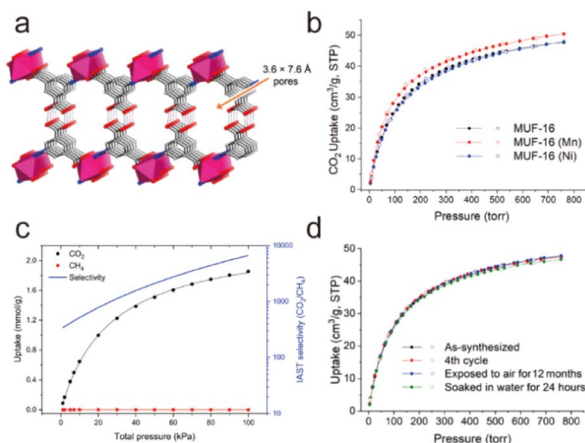 a
3.6 × 7.6 Å
pores
b
CO2 Uptake (cm3/g, STP)
60
50
40
30
20
10
0
MUF-16
MUF-16 (Mn)
MUF-16 (Ni)
0 100 200 300 400 500 600 700 800
Pressure (torr)
c
CO2
CH4
Selectivity
Uptake (mmol/g)
2.4
1.8
1.2
0.6
0.0
IAST selectivity (CO2/CH4)
10000
1000
100
10
0 20 40 60 80 100
Total pressure (kPa)
d
Uptake (cm3/g, STP)
60
40
20
0
As-synthesized
4th cycle
Exposed to air for 12 months
Soaked in water for 24 hours
0 100 200 300 400 500 600 700 800
Pressure (torr)